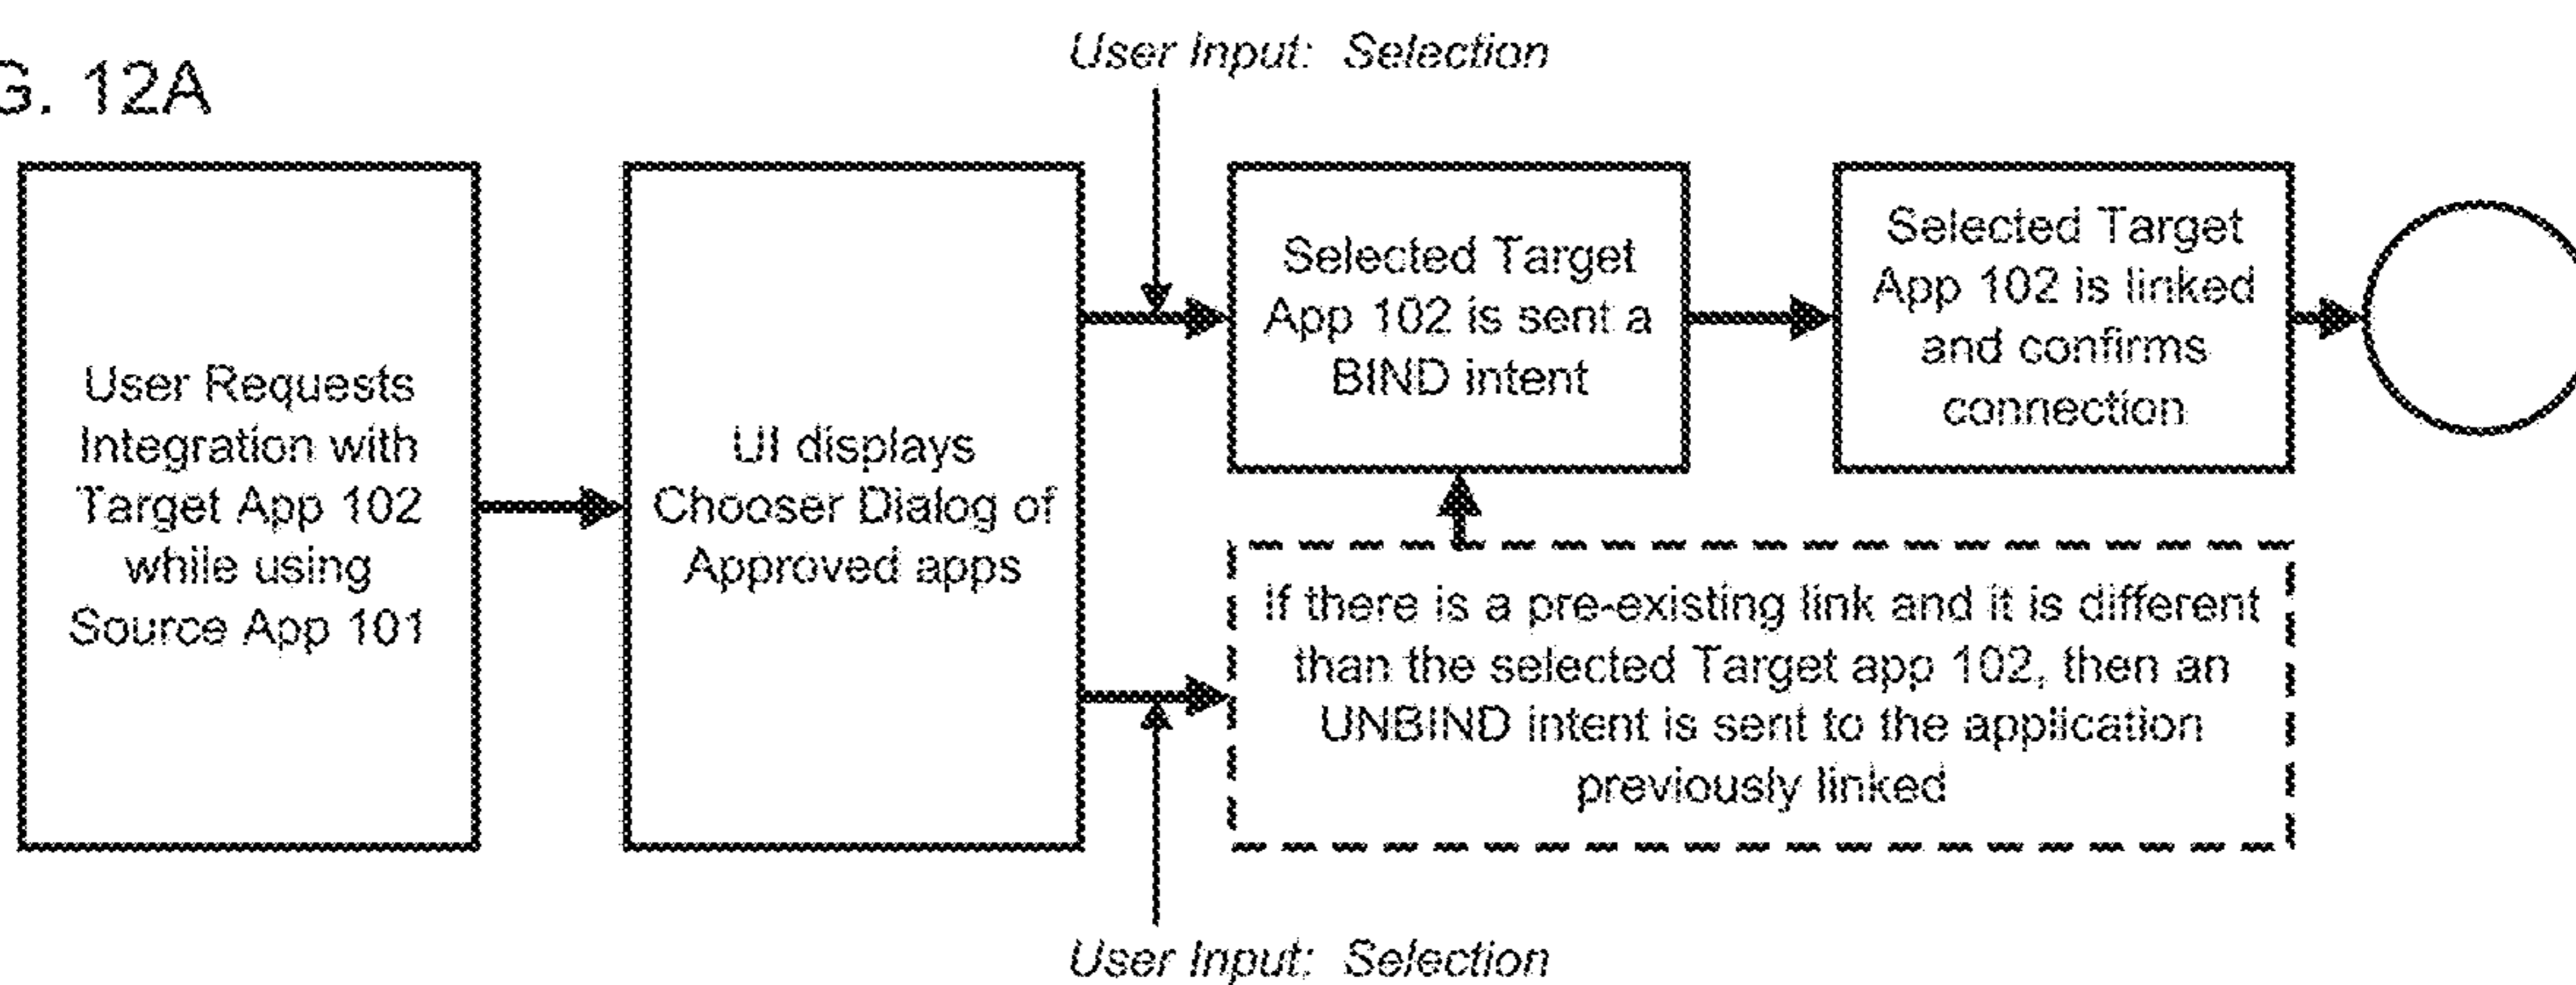 G. 12A
User Input: Selection
User Requests
Integration with
Target App 102
while using
Source App 101
UI displays
Chooser Dialog of
Approved apps
Selected Target
App 102 is sent a
BIND intent
Selected Target
App 102 is linked
and confirms
connection
If there is a pre-existing link and it is different
than the selected Target app 102, then an
UNBIND intent is sent to the application
previously linked
User Input: Selection